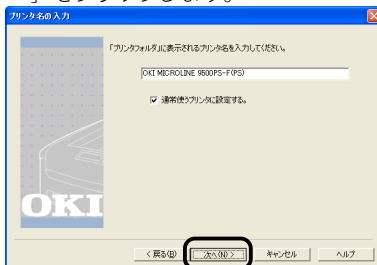 」をクリックします。
プリンタ名の入力
「プリンタフォルダ」に表示されるプリンタ名を入力してください。
OKI MICROLINE 9500PS-F(PS)
通常使うプリンタに設定する。
OKI
< 戻る(B) 次へ(N) > キャンセル ヘルプ